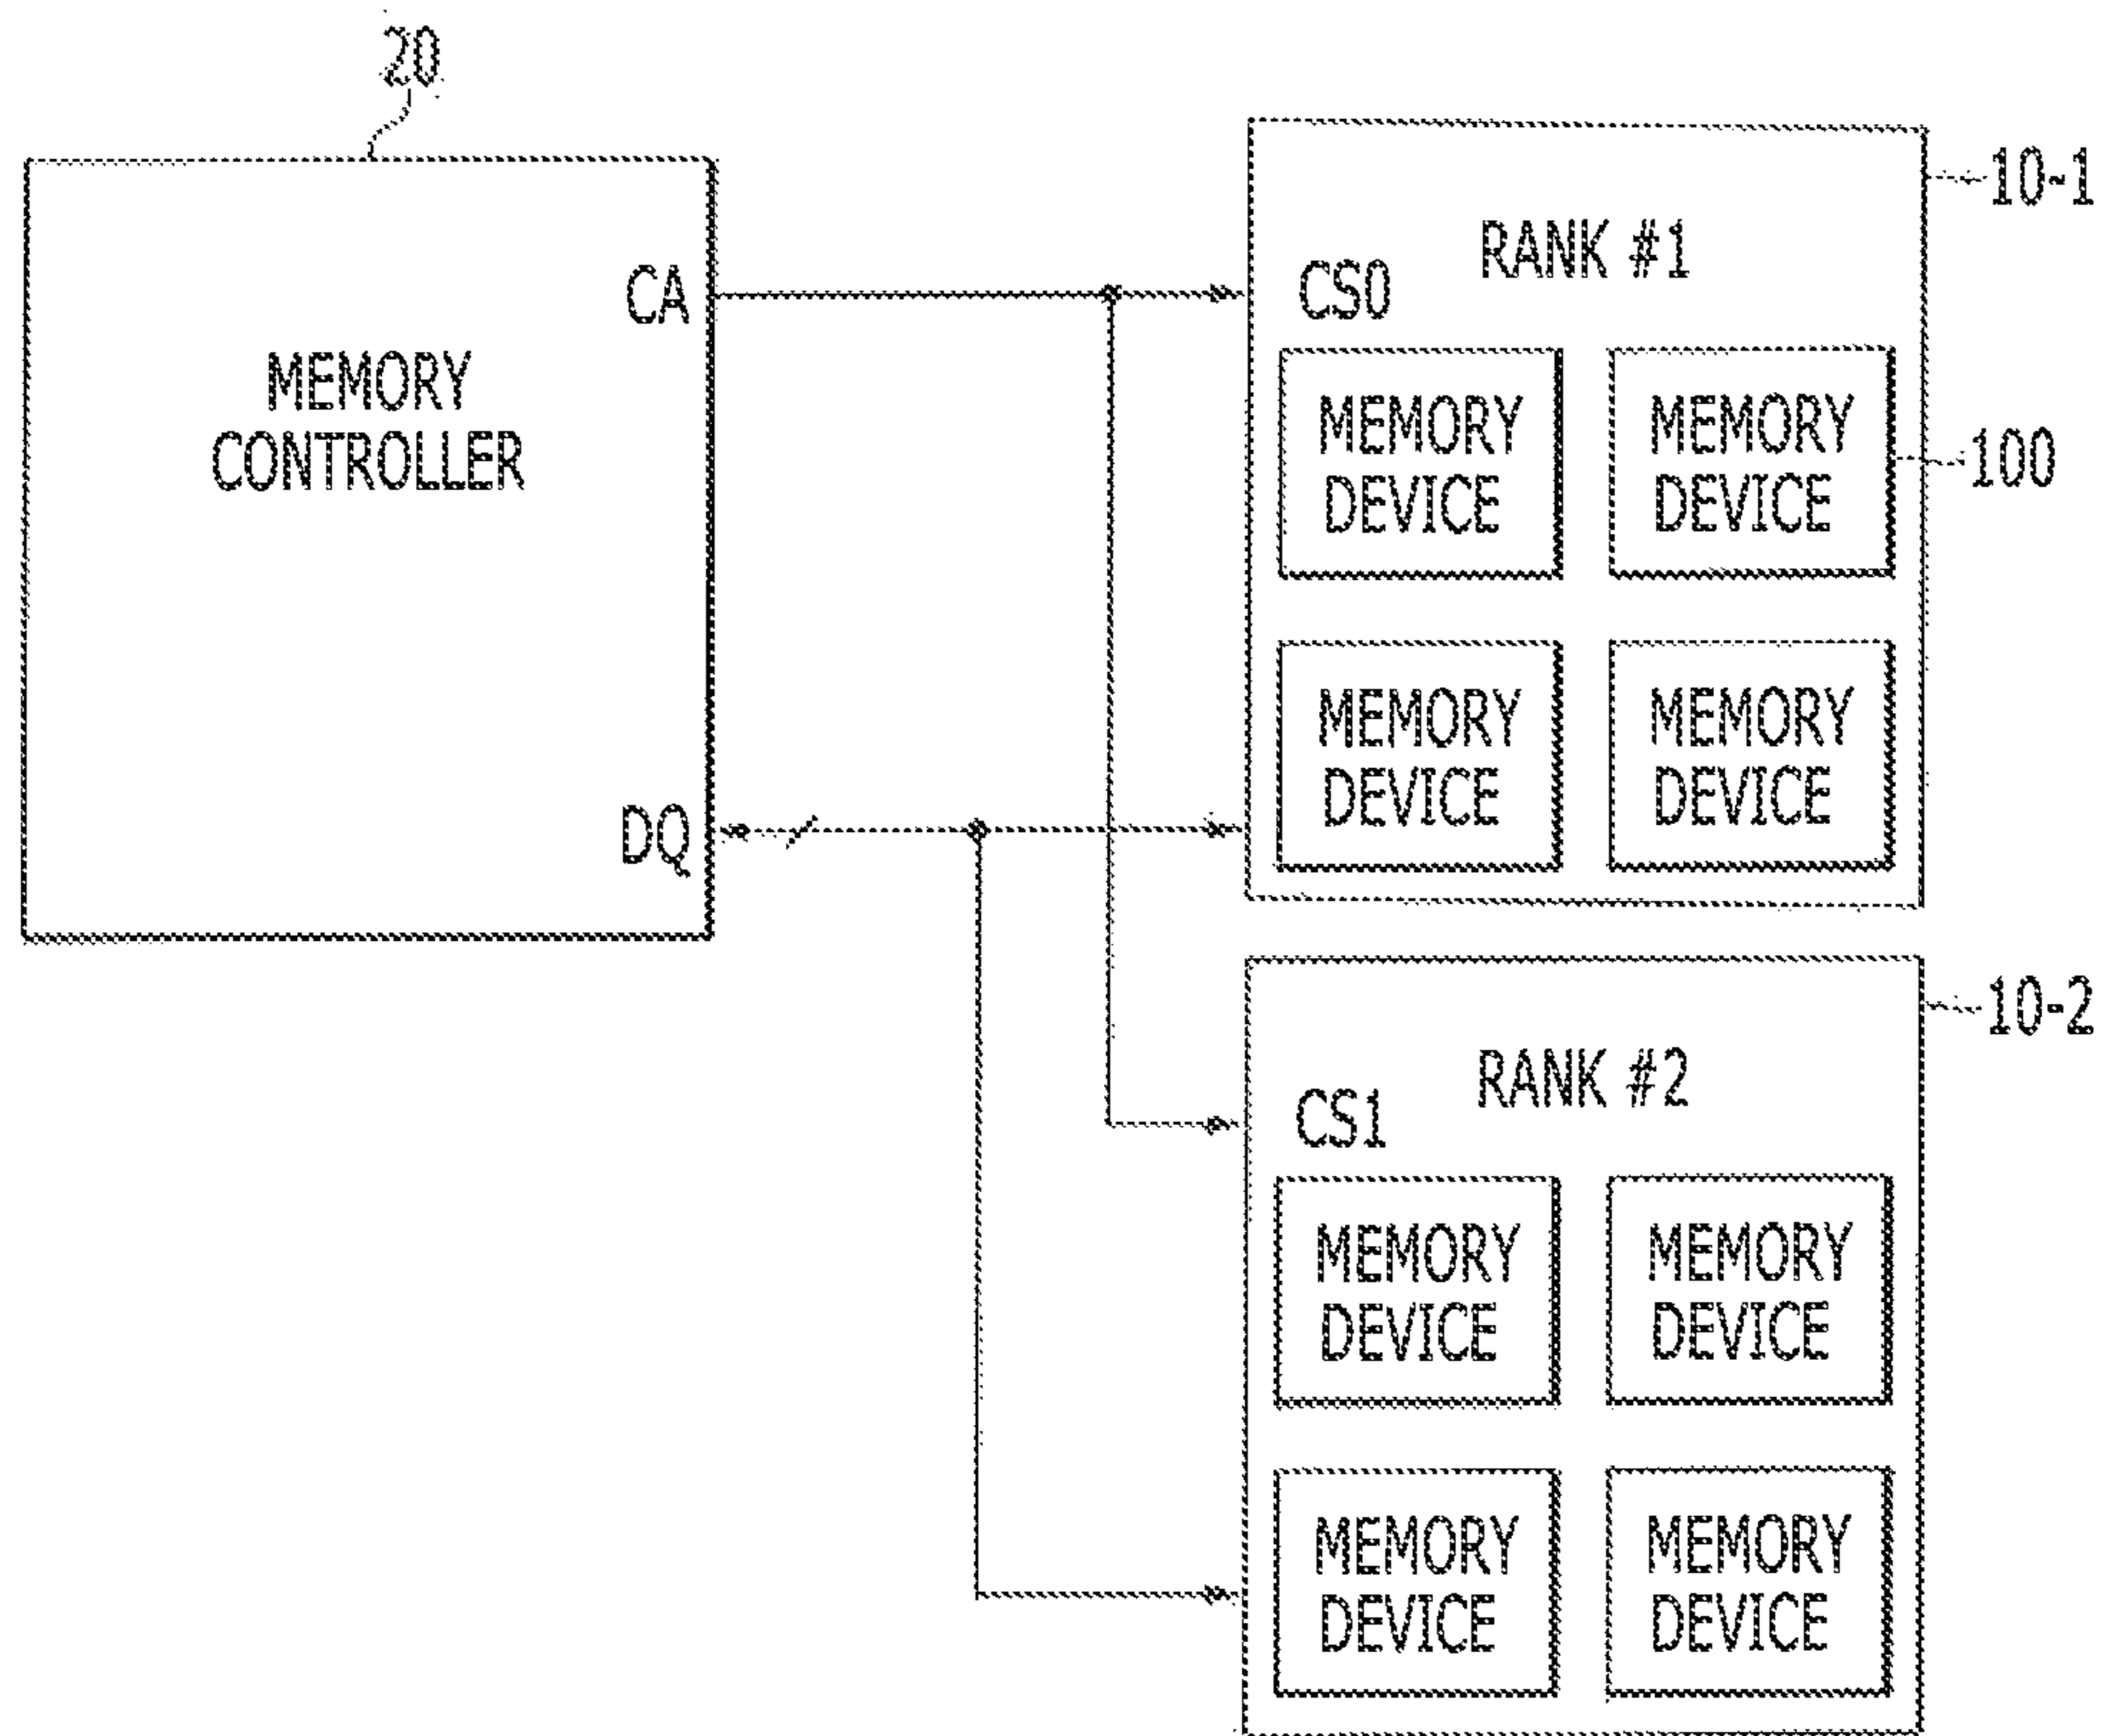 20
MEMORY
CONTROLLER
CA
DQ
10-1
RANK #1
CS0
MEMORY
DEVICE
MEMORY
DEVICE
100
MEMORY
DEVICE
MEMORY
DEVICE
10-2
RANK #2
CS1
MEMORY
DEVICE
MEMORY
DEVICE
MEMORY
DEVICE
MEMORY
DEVICE